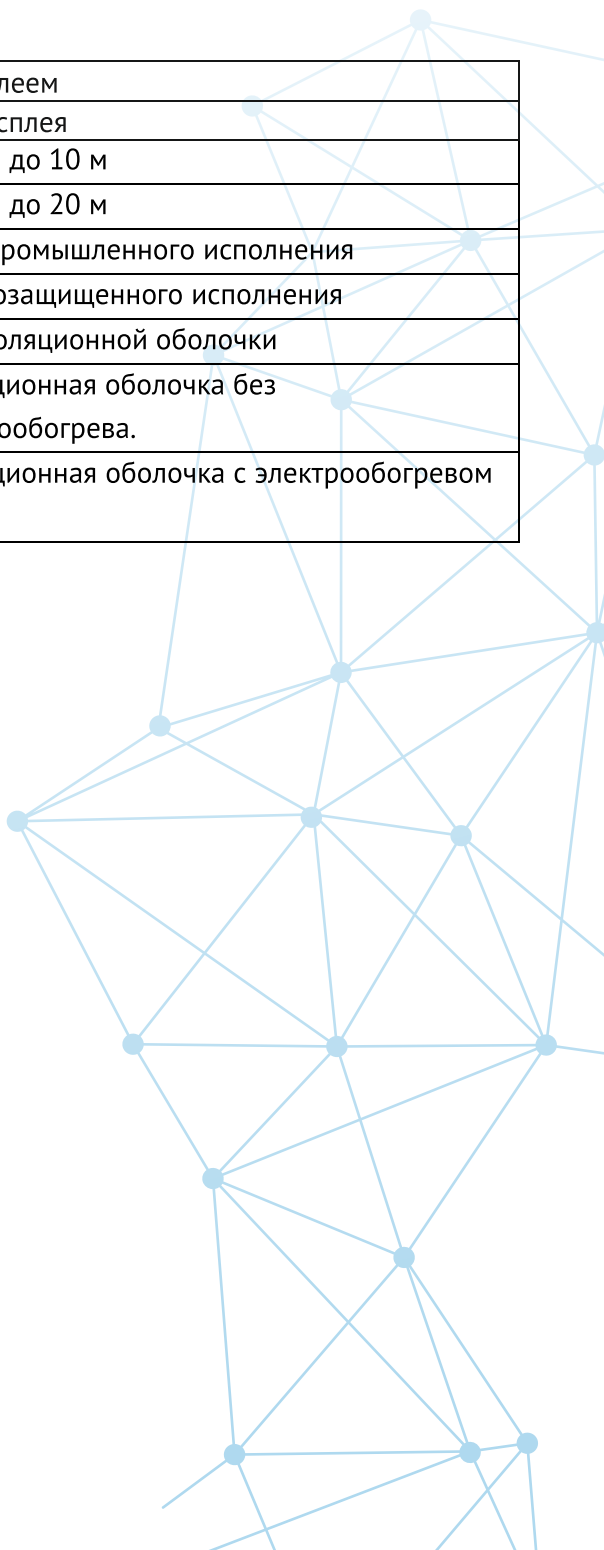 леем
сплея
до 10 м
до 20 м
ромышленного исполнения
озащищенного исполнения
оляционной оболочки
ционная оболочка без
ообогрева.
ционная оболочка с электрообогревом